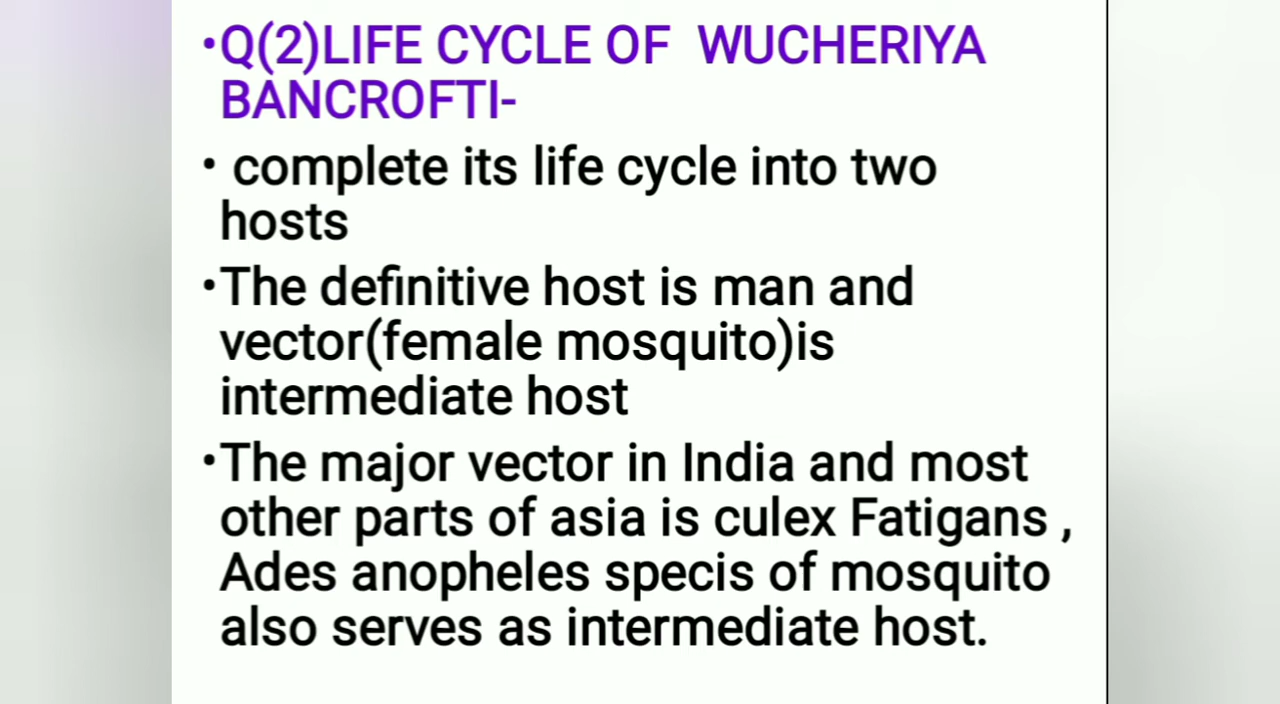 •Q(2)LIFE CYCLE OF WUCHERIYA
BANCROFTI-
• complete its life cycle into two
hosts
•The definitive host is man and
vector(female mosquito)is
intermediate host
•The major vector in India and most
other parts of asia is culex Fatigans ,
Ades anopheles specis of mosquito
also serves as intermediate host.